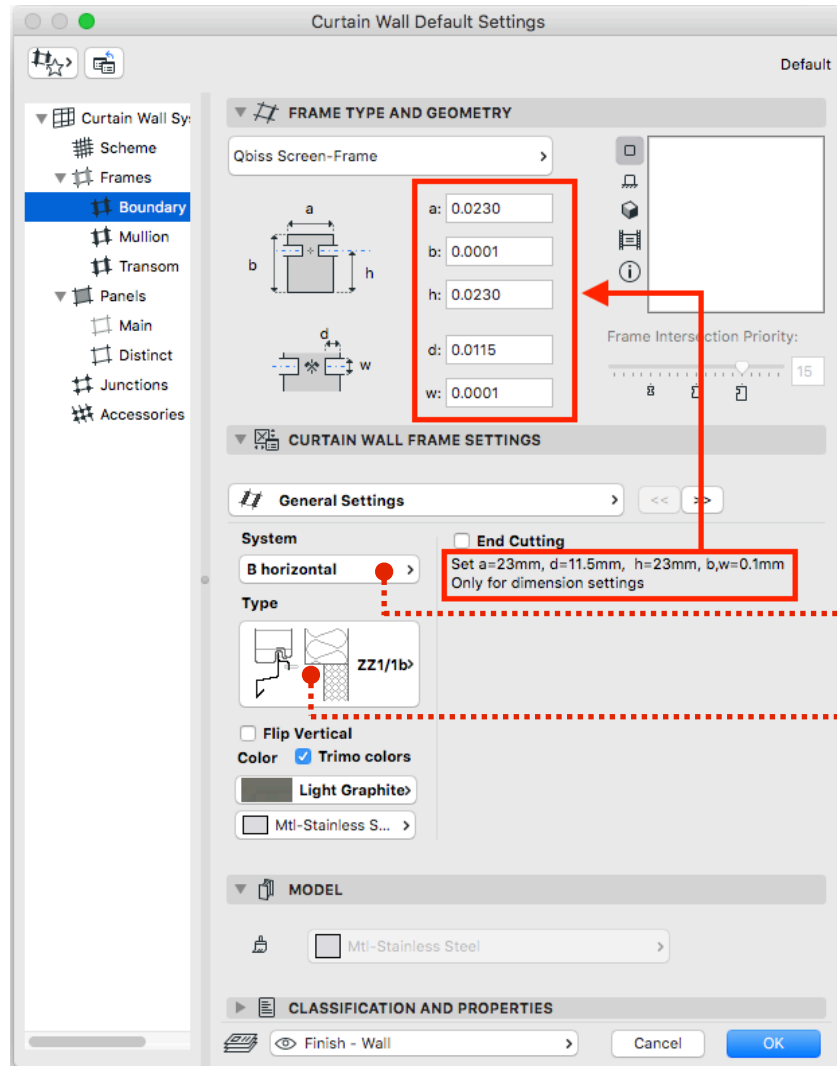 Curtain Wall Default Settings
Default
Curtain Wall Sy
Scheme
Frames
Boundary
Mullion
Transom
Panels
Main
Distinct
Junctions
Accessories
FRAME TYPE AND GEOMETRY
Qbiss Screen-Frame
a
b
h
a: 0.0230
b: 0.0001
h: 0.0230
d
w
d: 0.0115
w: 0.0001
Frame Intersection Priority:
15
CURTAIN WALL FRAME SETTINGS
General Settings
<<
>>
System
B horizontal
End Cutting
Set a=23mm, d=11.5mm, h=23mm, b,w=0.1mm
Only for dimension settings
Type
ZZ1/1b
Flip Vertical
Color
Trimo colors
Light Graphite
Mtl-Stainless S...
MODEL
Mtl-Stainless Steel
CLASSIFICATION AND PROPERTIES
Finish - Wall
Cancel
OK